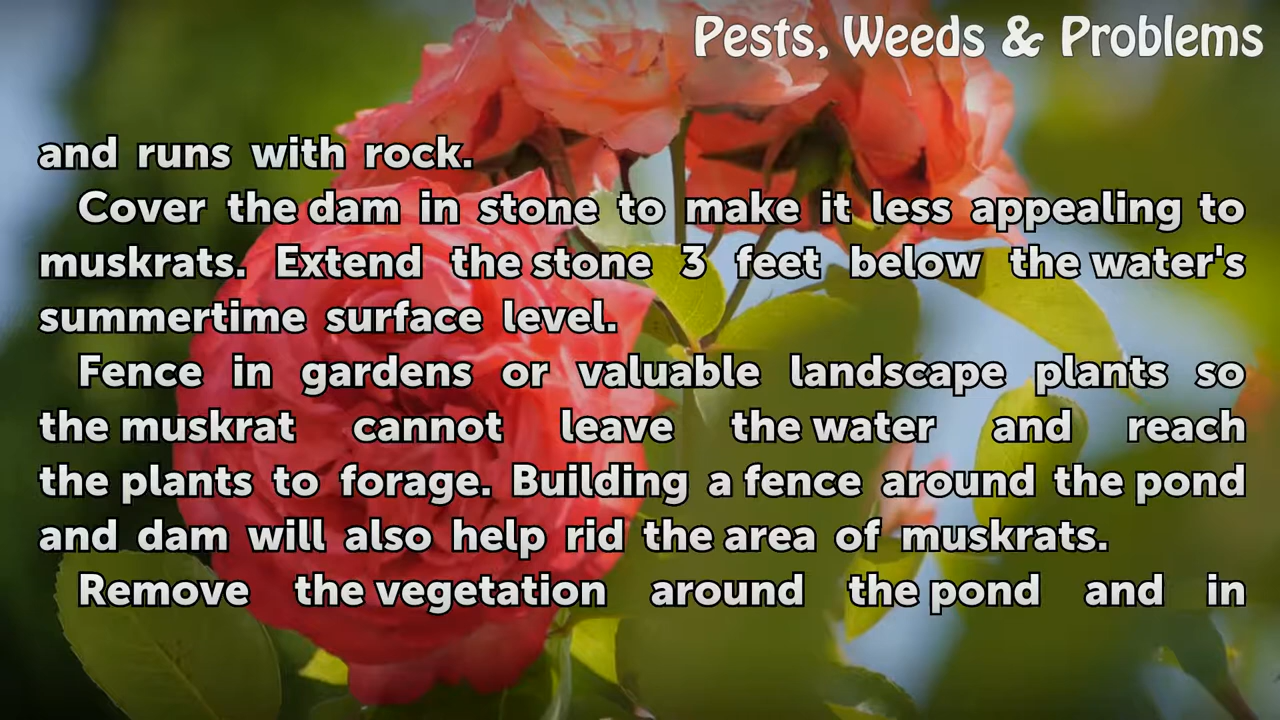 Pests, Weeds & Problems
and runs with rock.
Cover the dam in stone to make it less appealing to
muskrats. Extend the stone 3 feet below the water's
summertime surface level.
Fence in gardens or valuable landscape plants so
the muskrat cannot leave the water and reach
the plants to forage. Building a fence around the pond
and dam will also help rid the area of muskrats.
Remove the vegetation around the pond and in